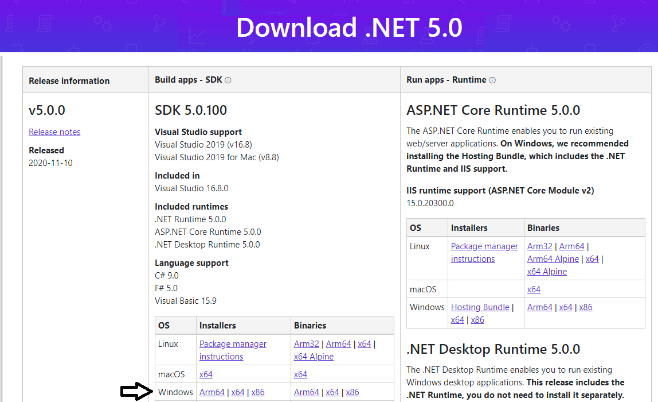 Download .NET 5.0
Release information
v5.0.0
Release notes
Released
2020-11-10
Build apps - SDK
SDK 5.0.100
Visual Studio support
Visual Studio 2019 (v16.8)
Visual Studio 2019 for Mac (v8.8)
Included in
Visual Studio 16.8.0
Included runtimes
.NET Runtime 5.0.0
ASP.NET Core Runtime 5.0.0
.NET Desktop Runtime 5.0.0
Language support
C# 9.0
F# 5.0
Visual Basic 15.9
OS Installers Binaries
Linux Package manager Arm32 | Arm64 | x64 |
instructions x64 Alpine
macOS x64 x64
Windows Arm64 | x64 | x86 Arm64 | x64 | x86
Run apps - Runtime
ASP.NET Core Runtime 5.0.0
The ASP.NET Core Runtime enables you to run existing
web/server applications. On Windows, we recommended
installing the Hosting Bundle, which includes the .NET
Runtime and IIS support.
IIS runtime support (ASP.NET Core Module v2)
15.0.20300.0
OS Installers Binaries
Linux Package manager Arm32 | Arm64 |
instructions Arm64 Alpine | x64 |
x64 Alpine
macOS x64
Windows Hosting Bundle | Arm64 | x64 | x86
x64 | x86
.NET Desktop Runtime 5.0.0
The .NET Desktop Runtime enables you to run existing
Windows desktop applications. This release includes the
.NET Runtime, you do not need to install it separately.